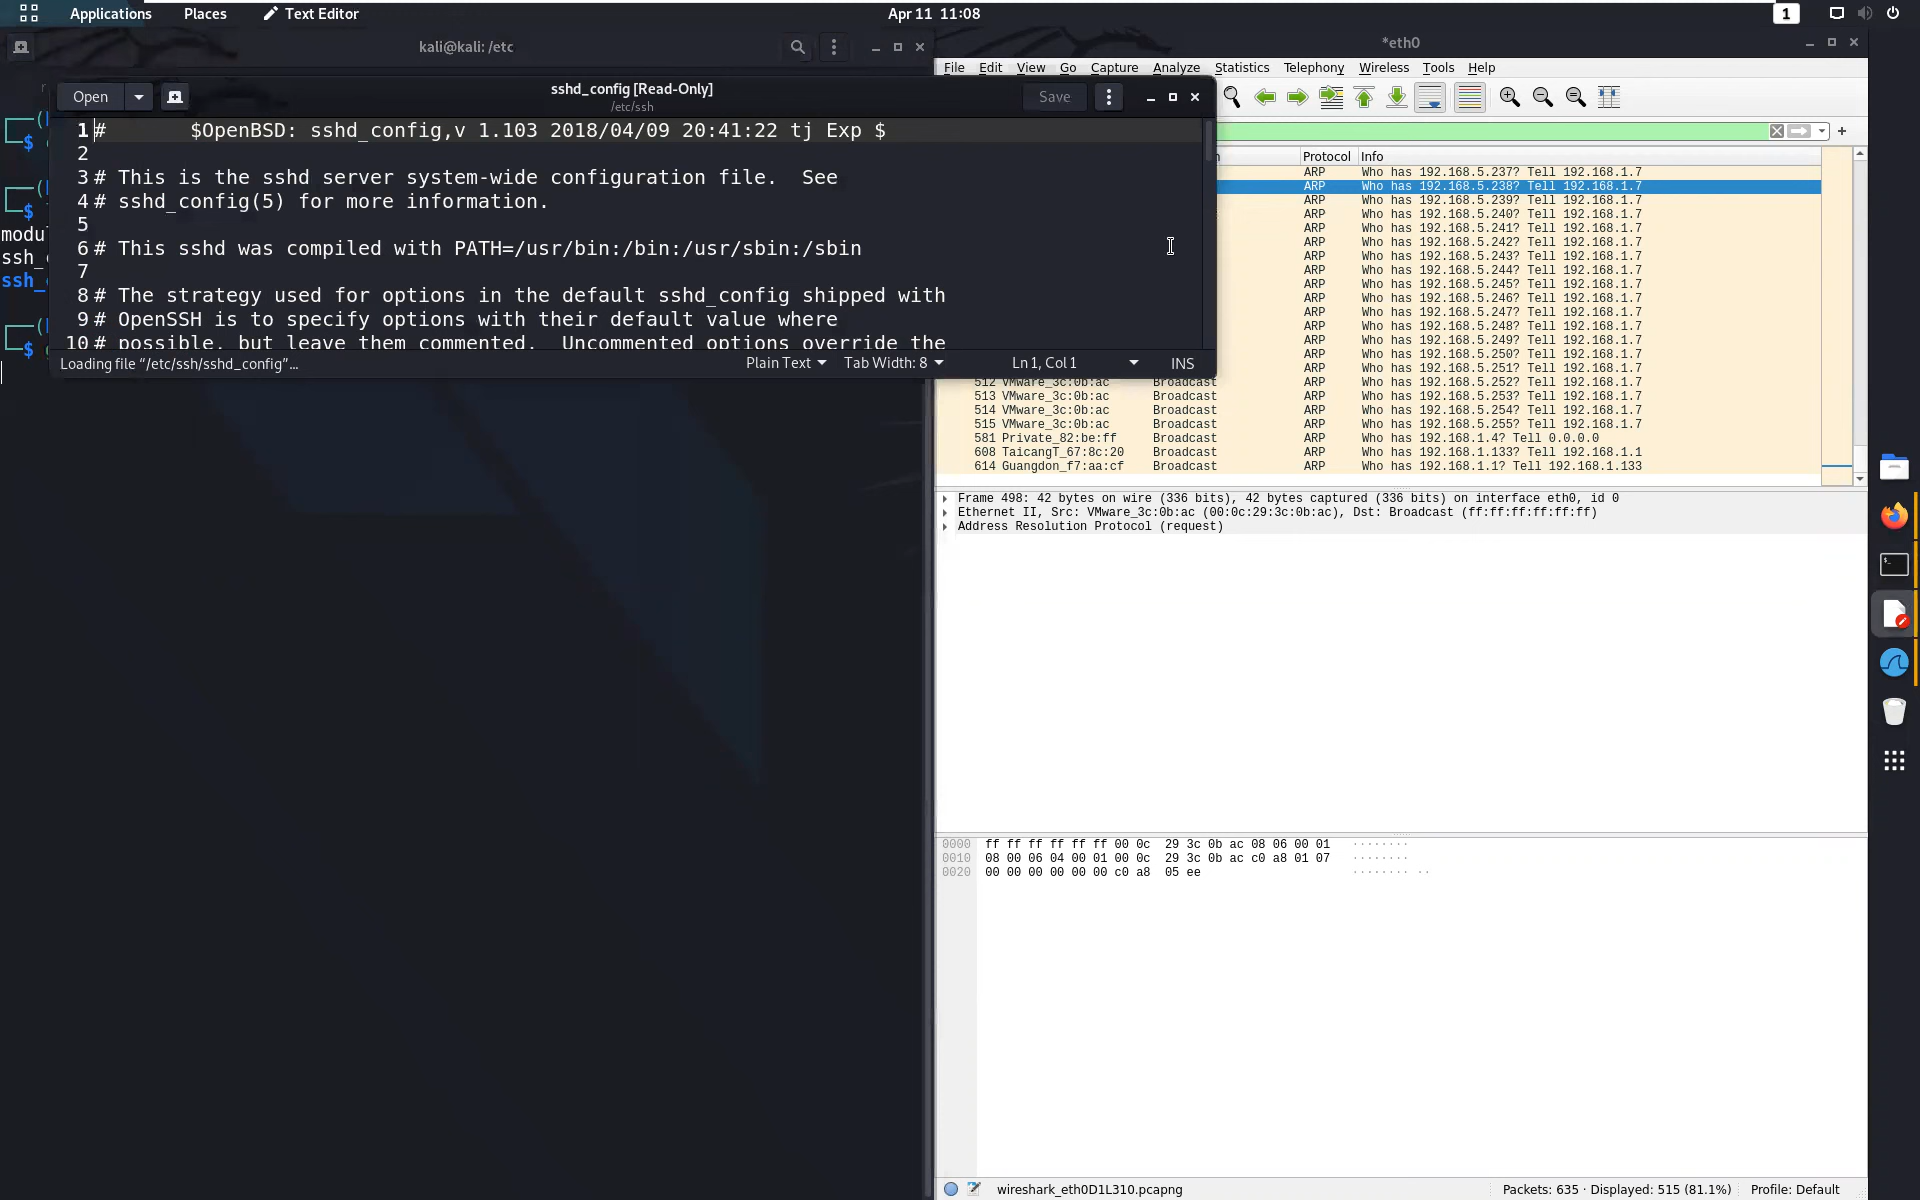 Applications Places Text Editor Apr 11 11:08 1
kali@kali: /etc
*eth0
File Edit View Go Capture Analyze Statistics Telephony Wireless Tools Help
Open sshd_config [Read-Only] Save
/etc/ssh
1 # $OpenBSD: sshd_config,v 1.103 2018/04/09 20:41:22 tj Exp $
2
3 # This is the sshd server system-wide configuration file. See
4 # sshd_config(5) for more information.
5
6 # This sshd was compiled with PATH=/usr/bin:/bin:/usr/sbin:/sbin
7
8 # The strategy used for options in the default sshd_config shipped with
9 # OpenSSH is to specify options with their default value where
10 # possible, but leave them commented. Uncommented options override the
Loading file “/etc/ssh/sshd_config”… Plain Text Tab Width: 8 Ln 1, Col 1 INS
$
$
modul
ssh_
ssh_
$
Protocol Info
ARP Who has 192.168.5.237? Tell 192.168.1.7
ARP Who has 192.168.5.238? Tell 192.168.1.7
ARP Who has 192.168.5.239? Tell 192.168.1.7
ARP Who has 192.168.5.240? Tell 192.168.1.7
ARP Who has 192.168.5.241? Tell 192.168.1.7
ARP Who has 192.168.5.242? Tell 192.168.1.7
ARP Who has 192.168.5.243? Tell 192.168.1.7
ARP Who has 192.168.5.244? Tell 192.168.1.7
ARP Who has 192.168.5.245? Tell 192.168.1.7
ARP Who has 192.168.5.246? Tell 192.168.1.7
ARP Who has 192.168.5.247? Tell 192.168.1.7
ARP Who has 192.168.5.248? Tell 192.168.1.7
ARP Who has 192.168.5.249? Tell 192.168.1.7
ARP Who has 192.168.5.250? Tell 192.168.1.7
ARP Who has 192.168.5.251? Tell 192.168.1.7
512 VMware_3c:0b:ac Broadcast ARP Who has 192.168.5.252? Tell 192.168.1.7
513 VMware_3c:0b:ac Broadcast ARP Who has 192.168.5.253? Tell 192.168.1.7
514 VMware_3c:0b:ac Broadcast ARP Who has 192.168.5.254? Tell 192.168.1.7
515 VMware_3c:0b:ac Broadcast ARP Who has 192.168.5.255? Tell 192.168.1.7
581 Private_82:be:ff Broadcast ARP Who has 192.168.1.4? Tell 0.0.0.0
608 TaicangT_67:8c:20 Broadcast ARP Who has 192.168.1.133? Tell 192.168.1.1
614 Guangdon_f7:aa:cf Broadcast ARP Who has 192.168.1.1? Tell 192.168.1.133
Frame 498: 42 bytes on wire (336 bits), 42 bytes captured (336 bits) on interface eth0, id 0
Ethernet II, Src: VMware_3c:0b:ac (00:0c:29:3c:0b:ac), Dst: Broadcast (ff:ff:ff:ff:ff:ff)
Address Resolution Protocol (request)
0000 ff ff ff ff ff ff 00 0c 29 3c 0b ac 08 06 00 01 ········
0010 08 00 06 04 00 01 00 0c 29 3c 0b ac c0 a8 01 07 ········
0020 00 00 00 00 00 00 c0 a8 05 ee ········ ··
wireshark_eth0D1L310.pcapng Packets: 635 · Displayed: 515 (81.1%) Profile: Default